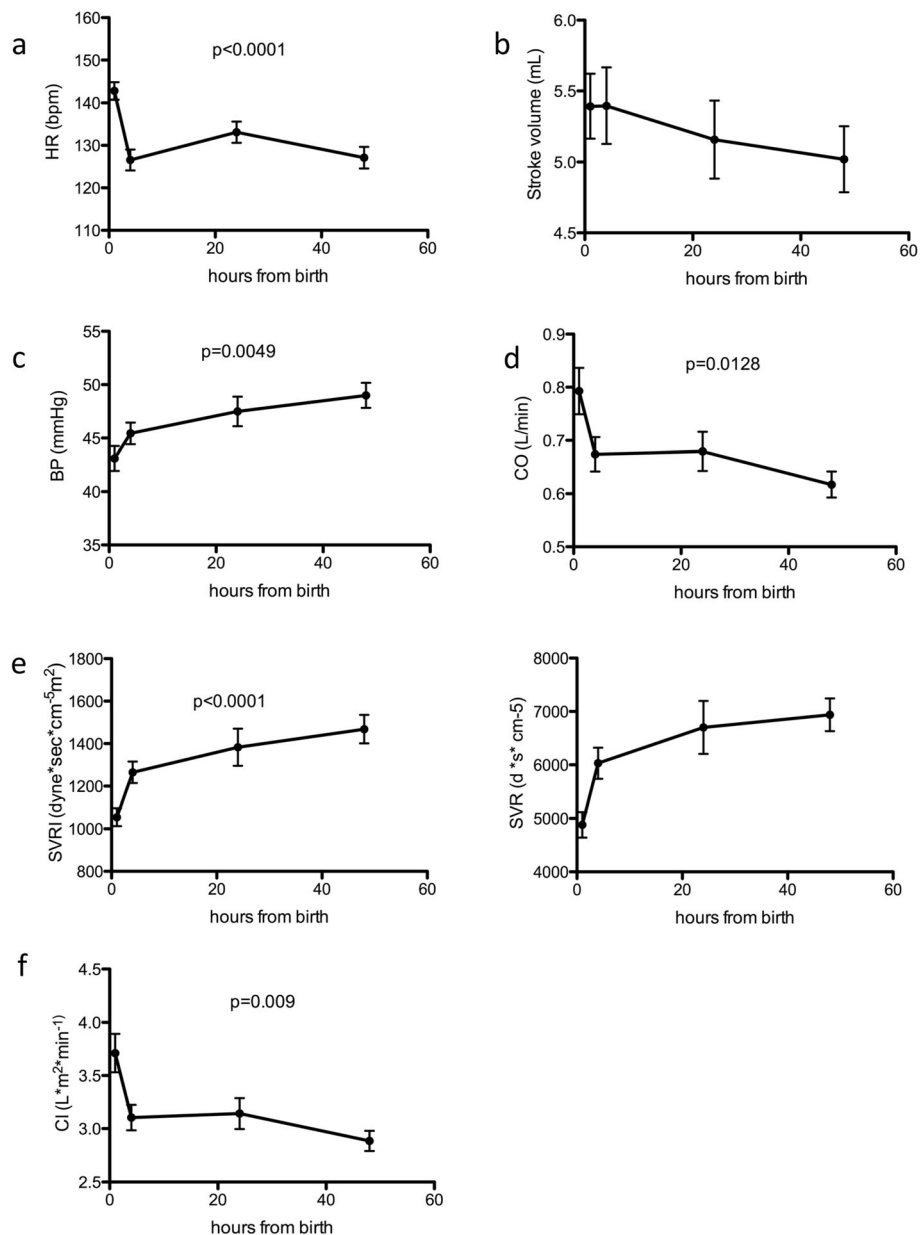 a
p<0.0001
HR (bpm)
160
150
140
130
120
110
0 20 40 60
hours from birth
b
Stroke volume (mL)
6.0
5.5
5.0
4.5
0 20 40 60
hours from birth
c
p=0.0049
BP (mmHg)
55
50
45
43
35
0 20 40 60
hours from birth
d
p=0.0128
CO (L/min)
0.9
0.8
0.7
0.6
0.5
0 20 40 60
hours from birth
e
p<0.0001
SVRI (dyne*sec*cm⁻⁵m²)
1800
1600
1400
1200
1000
800
0 20 40 60
hours from birth
SVR (d *s* cm-5)
8000
7000
6000
5000
4000
0 20 40 60
hours from birth
f
p=0.009
CI (L*m²*min⁻¹)
4.5
4.0
3.5
3.0
2.5
0 20 40 60
hours from birth